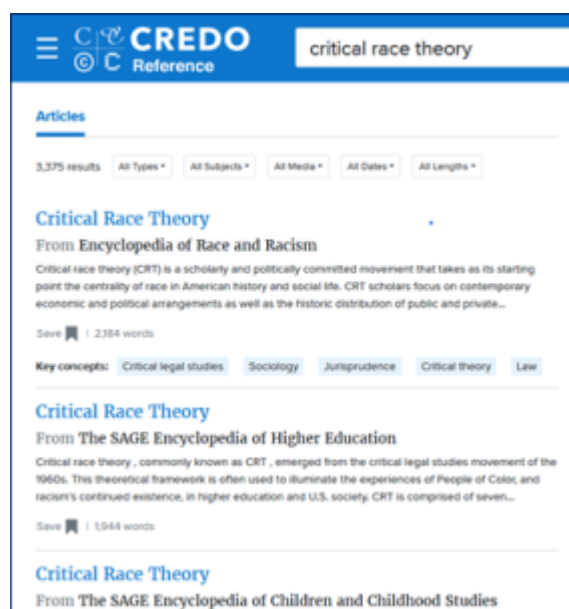 CREDO
Reference
critical race theory
Articles
3,375 results All Types All Subjects All Media All Dates All Lengths
Critical Race Theory
From Encyclopedia of Race and Racism
Critical race theory (CRT) is a scholarly and politically committed movement that takes as its starting
point the centrality of race in American history and social life. CRT scholars focus on contemporary
economic and political arrangements as well as the historic distribution of public and private...
Save | 2,184 words
Key concepts: Critical legal studies Sociology Jurisprudence Critical theory Law
Critical Race Theory
From The SAGE Encyclopedia of Higher Education
Critical race theory , commonly known as CRT , emerged from the critical legal studies movement of the
1960s. This theoretical framework is often used to illuminate the experiences of People of Color, and
racism's continued existence, in higher education and U.S. society. CRT is comprised of seven...
Save | 1,944 words
Critical Race Theory
From The SAGE Encyclopedia of Children and Childhood Studies